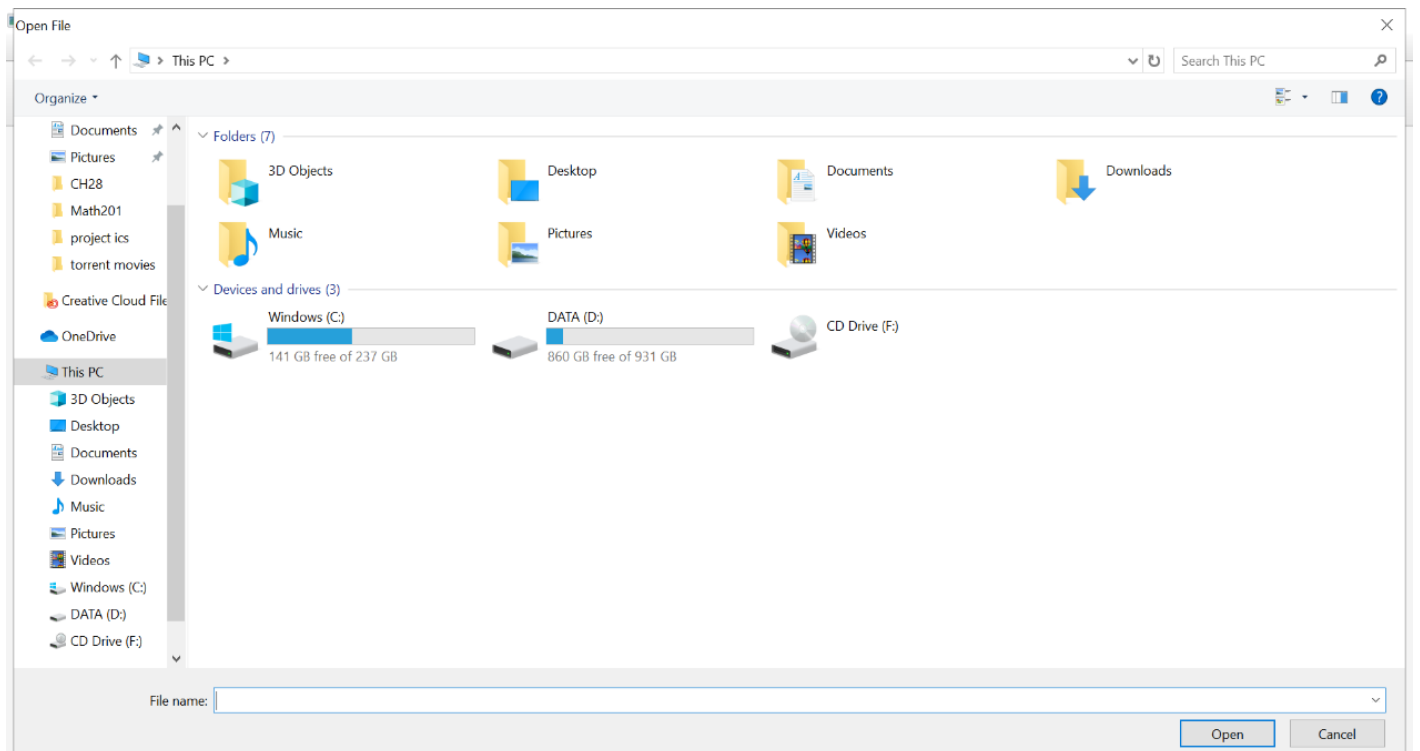 Open File
This PC
Search This PC
Organize
Documents
Pictures
CH28
Math201
project ics
torrent movies
Creative Cloud File
OneDrive
This PC
3D Objects
Desktop
Documents
Downloads
Music
Pictures
Videos
Windows (C:)
DATA (D:)
CD Drive (F:)
Folders (7)
3D Objects
Desktop
Documents
Downloads
Music
Pictures
Videos
Devices and drives (3)
Windows (C:)
141 GB free of 237 GB
DATA (D:)
860 GB free of 931 GB
CD Drive (F:)
File name:
Open
Cancel